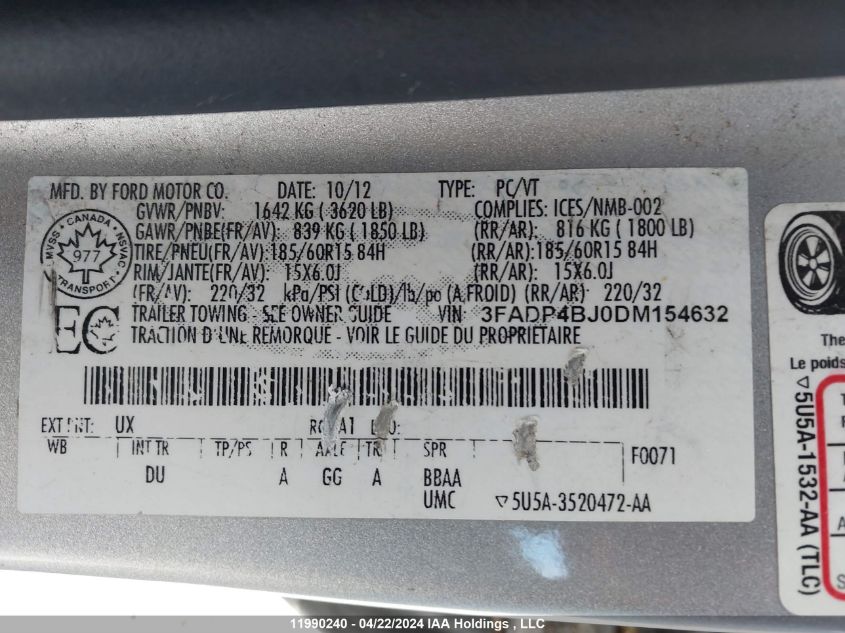 MFD. BY FORD MOTOR CO. DATE: 10/12 TYPE: PC/VT
GVWR/PNBV: 1642 KG ( 3620 LB) COMPLIES: ICES/NMB-002
GAWR/PNBE(FR/AV): 839 KG ( 1850 LB) (RR/AR): 816 KG ( 1800 LB)
TIRE/PNEU(FR/AV):185/60R15 84H (RR/AR):185/60R15 84H
RIM/JANTE(FR/AV): 15X6.0J (RR/AR): 15X6.0J
(FR/AV): 220/32 kPa/PSI (COLD)/lb/po (A FROID) (RR/AR) 220/32
TRAILER TOWING - SEE OWNER GUIDE VIN: 3FADP4BJ0DM154632
TRACTION D'UNE REMORQUE - VOIR LE GUIDE DU PROPRIETAIRE
CMVSS CANADA NSVAC
977
TRANSPORT
EC
EXT PNT: UX
WB INT TR TP/PS R AXLE TR SPR F0071
DU A GG A BBAA
UMC ▽5U5A-3520472-AA
The
Le poids
▽5U5A-1532-AA (TLC)
11990240 - 04/22/2024 IAA Holdings , LLC